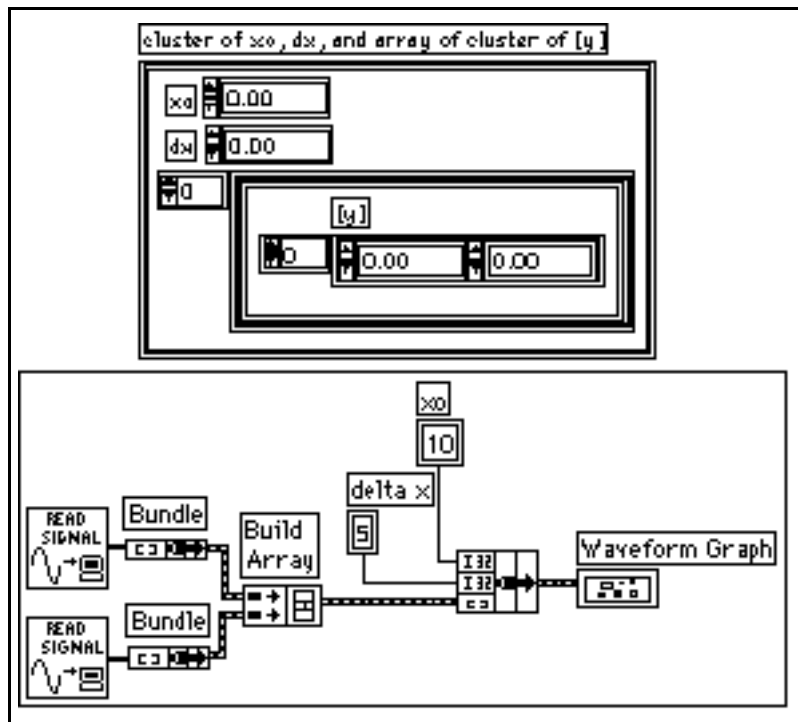 cluster of xo, dx, and array of cluster of [y]
xo 0.00
dx 0.00
0
[y]
0 0.00 0.00
xo
10
delta x
5
READ SIGNAL
Bundle
Build Array
I32
I32
Waveform Graph
READ SIGNAL
Bundle